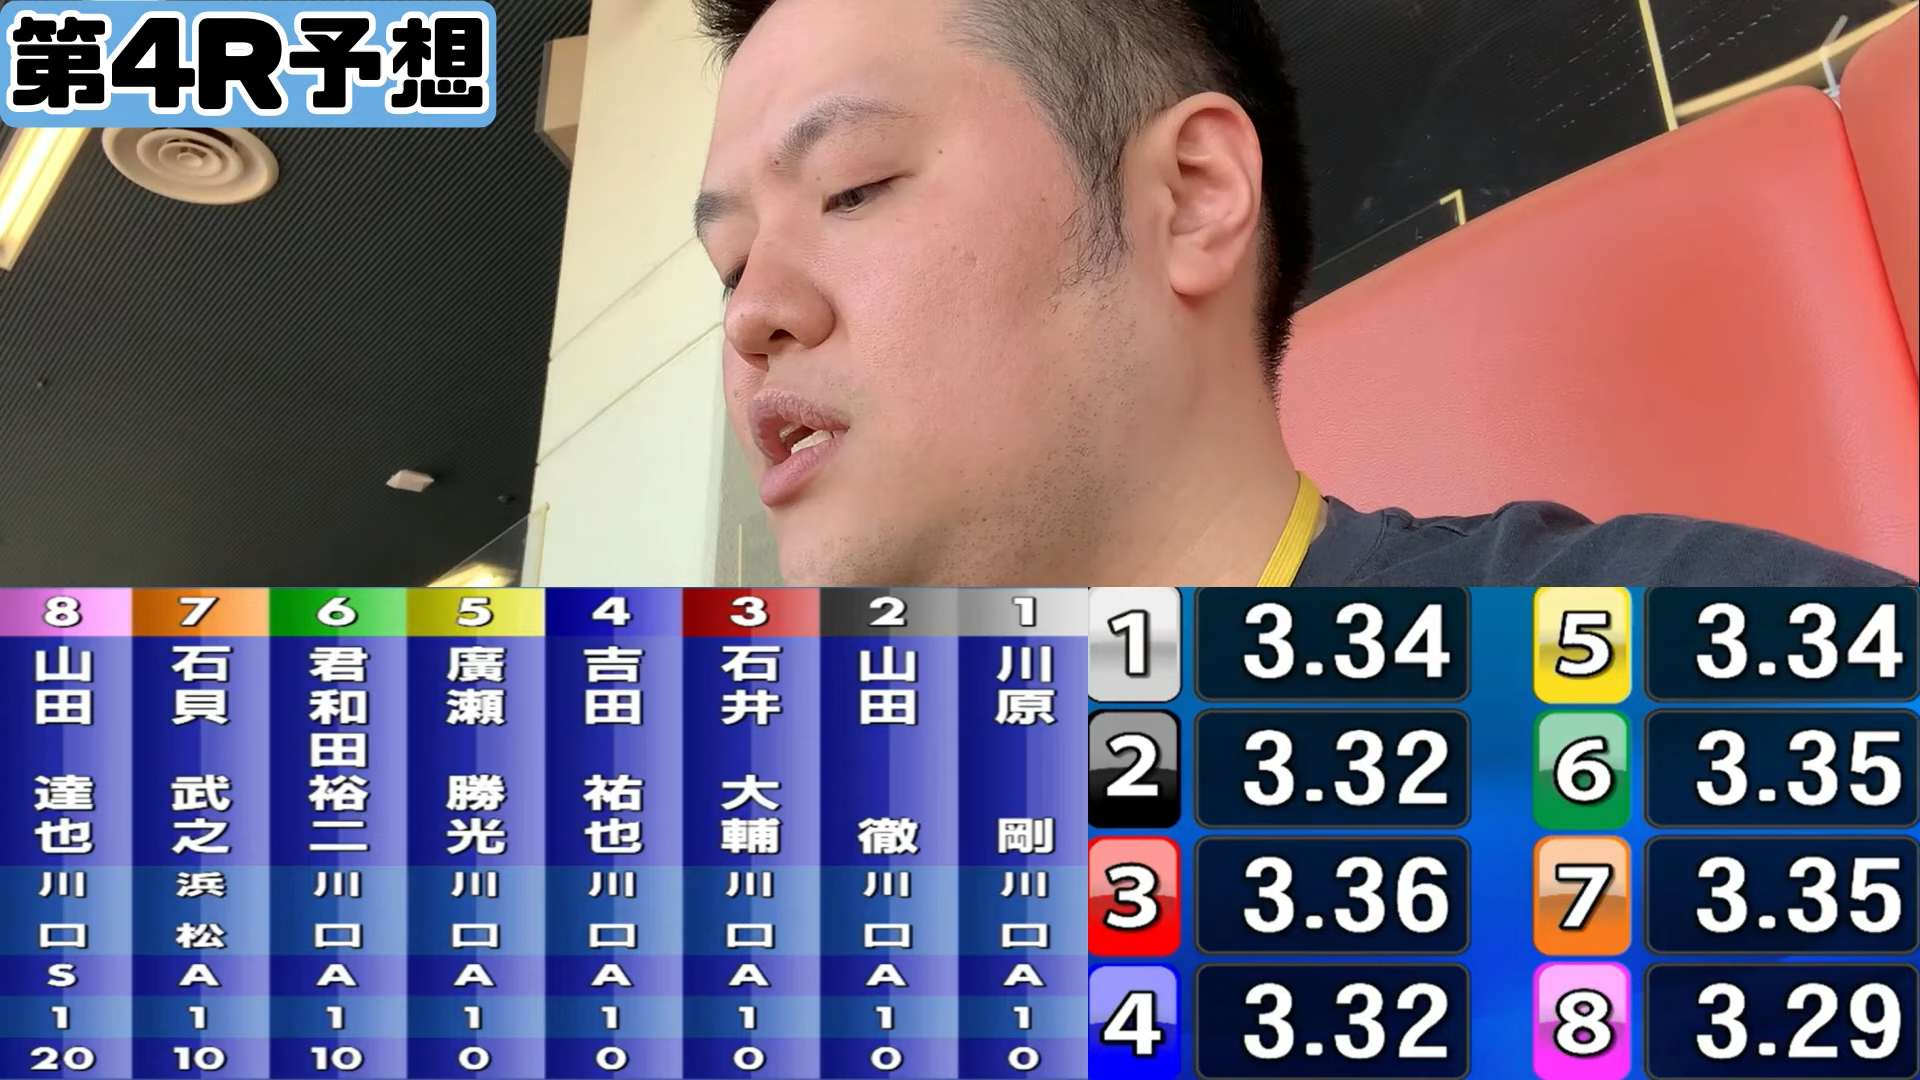 第4R予想
8 7 6 5 4 3 2 1
山田 達也
石貝 武之
君和田裕二
廣瀬 勝光
吉田 祐也
石井 大輔
山田 徹
川原 剛
川口 浜松 川口 川口 川口 川口 川口 川口
S A A A A A A A
1 1 1 1 1 1 1 1
20 10 10 0 0 0 0 0
1 3.34
2 3.32
3 3.36
4 3.32
5 3.34
6 3.35
7 3.35
8 3.29